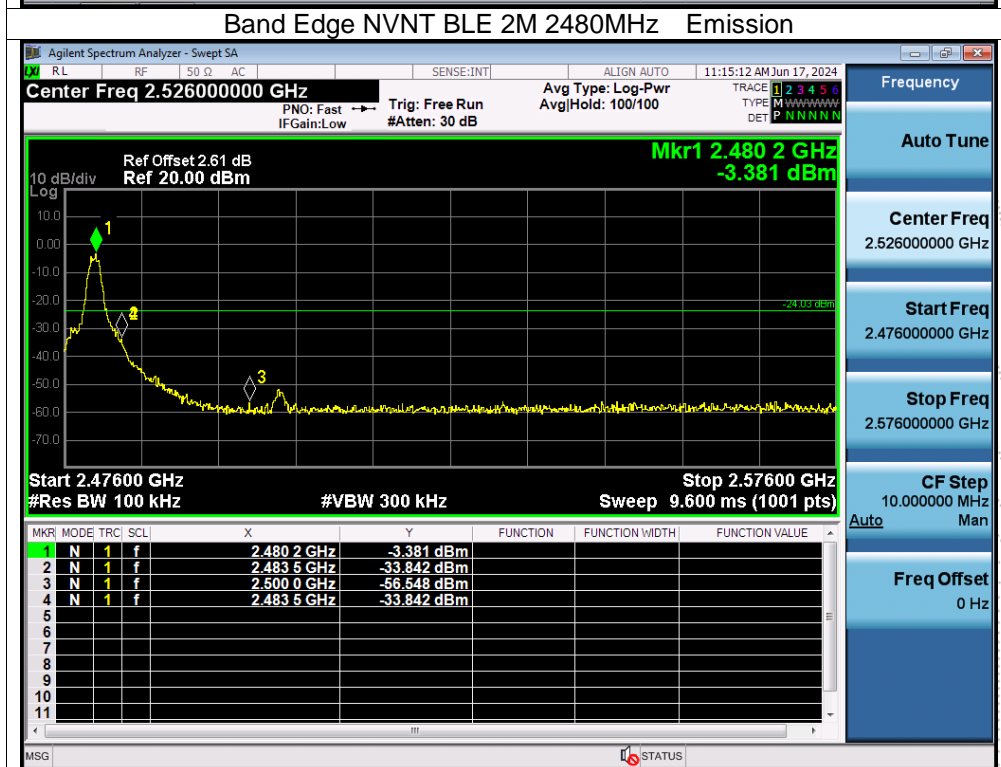 Band Edge NVNT BLE 2M 2480MHz Emission
Agilent Spectrum Analyzer - Swept SA
LXI RL RF 50 Ω AC SENSE:INT ALIGN AUTO 11:15:12 AM Jun 17, 2024
Center Freq 2.526000000 GHz
PNO: Fast
IFGain:Low
Trig: Free Run
#Atten: 30 dB
Avg Type: Log-Pwr
Avg|Hold: 100/100
TRACE 1 2 3 4 5 6
TYPE M WWWWW
DET P N N N N N
Mkr1 2.480 2 GHz
-3.381 dBm
Ref Offset 2.61 dB
Ref 20.00 dBm
10 dB/div
Log
10.0
0.00
-10.0
-20.0
-30.0
-40.0
-50.0
-60.0
-70.0
1
2
3
-24.03 dBm
Start 2.47600 GHz Stop 2.57600 GHz
#Res BW 100 kHz #VBW 300 kHz Sweep 9.600 ms (1001 pts)
MKR MODE TRC SCL X Y FUNCTION FUNCTION WIDTH FUNCTION VALUE
1 N 1 f 2.480 2 GHz -3.381 dBm
2 N 1 f 2.483 5 GHz -33.842 dBm
3 N 1 f 2.500 0 GHz -56.548 dBm
4 N 1 f 2.483 5 GHz -33.842 dBm
5
6
7
8
9
10
11
MSG STATUS
Frequency
Auto Tune
Center Freq
2.526000000 GHz
Start Freq
2.476000000 GHz
Stop Freq
2.576000000 GHz
CF Step
10.000000 MHz
Auto Man
Freq Offset
0 Hz